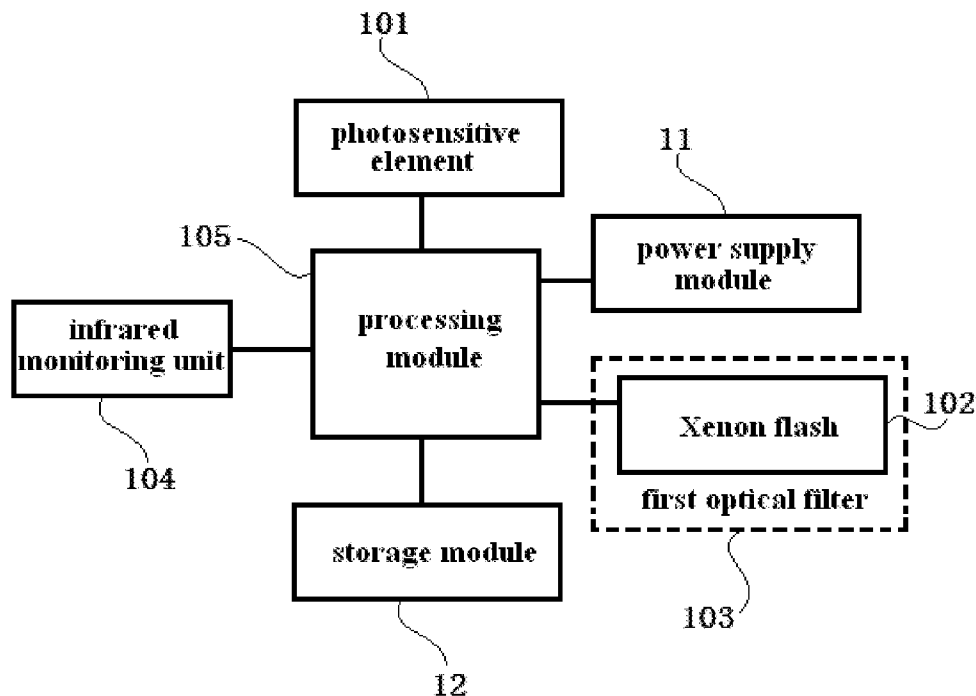 101
photosensitive
element
11
105
power supply
module
processing
module
infrared
monitoring unit
104
102
Xenon flash
first optical filter
103
storage module
12